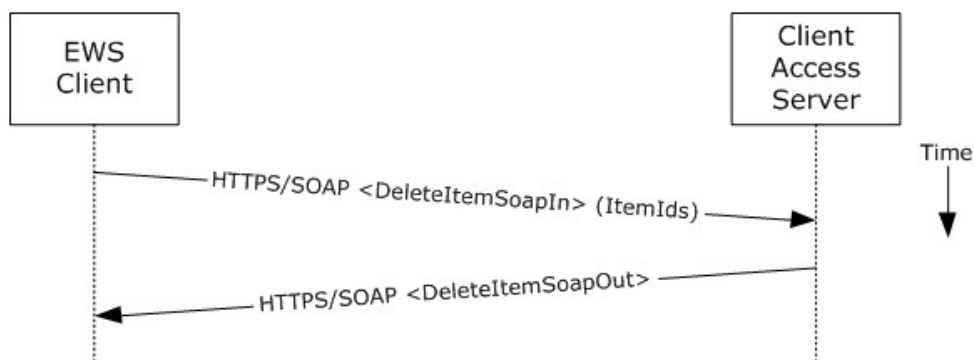 EWS
Client
Client
Access
Server
Time
HTTPS/SOAP <DeleteItemSoapIn> (ItemIds)
HTTPS/SOAP <DeleteItemSoapOut>